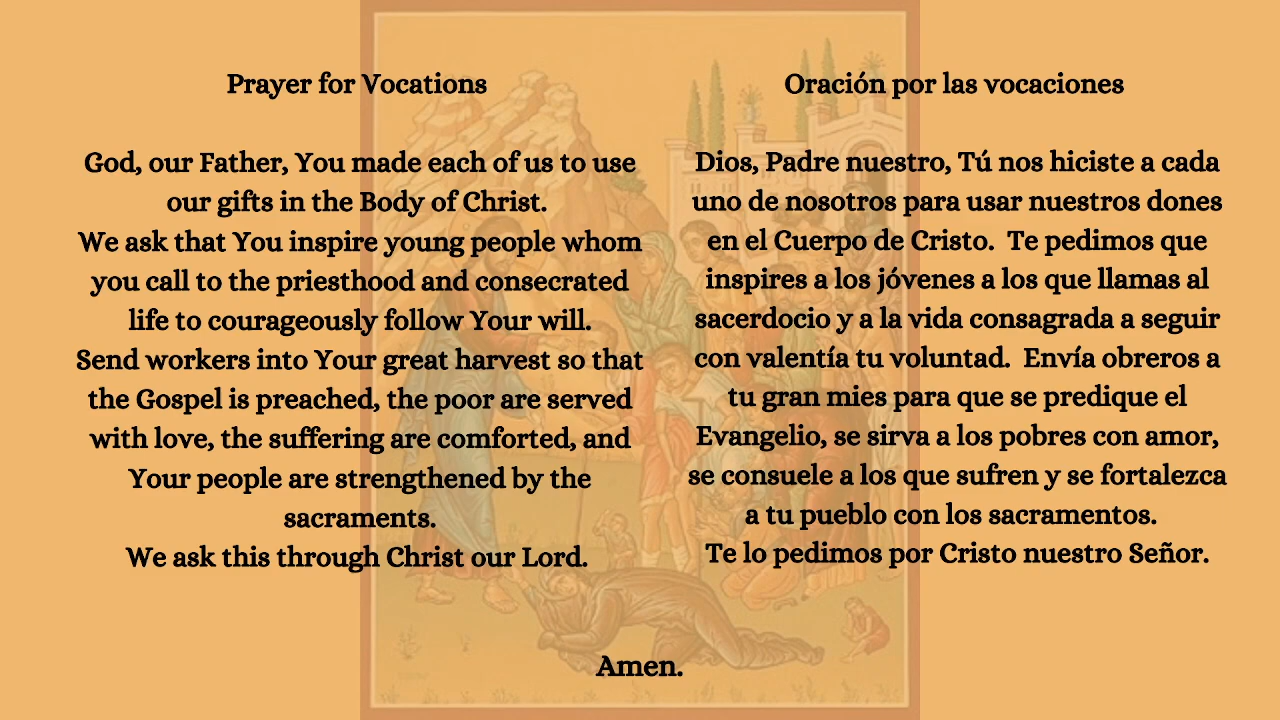 Prayer for Vocations
God, our Father, You made each of us to use
our gifts in the Body of Christ.
We ask that You inspire young people whom
you call to the priesthood and consecrated
life to courageously follow Your will.
Send workers into Your great harvest so that
the Gospel is preached, the poor are served
with love, the suffering are comforted, and
Your people are strengthened by the
sacraments.
We ask this through Christ our Lord.
Oración por las vocaciones
Dios, Padre nuestro, Tú nos hiciste a cada
uno de nosotros para usar nuestros dones
en el Cuerpo de Cristo.  Te pedimos que
inspires a los jóvenes a los que llamas al
sacerdocio y a la vida consagrada a seguir
con valentía tu voluntad.  Envía obreros a
tu gran mies para que se predique el
Evangelio, se sirva a los pobres con amor,
se consuele a los que sufren y se fortalezca
a tu pueblo con los sacramentos.
Te lo pedimos por Cristo nuestro Señor.
Amen.